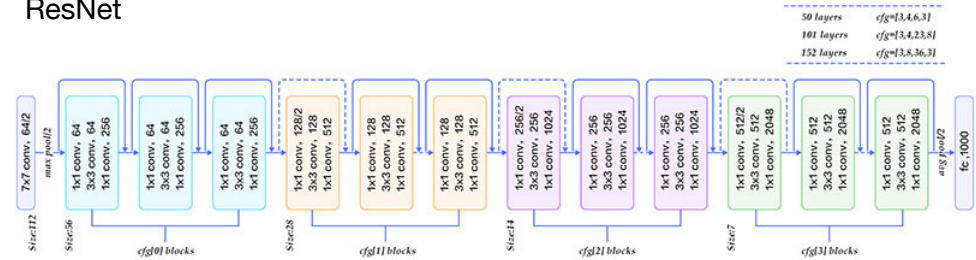 ResNet
50 layers cfg=[3,4,6,3]
101 layers cfg=[3,4,23,8]
152 layers cfg=[3,8,36,3]
7x7 conv, 64/2
max pool/2
1x1 conv, 64
3x3 conv, 64
1x1 conv, 256
1x1 conv, 64
3x3 conv, 64
1x1 conv, 256
1x1 conv, 64
3x3 conv, 64
1x1 conv, 256
1x1 conv, 128/2
3x3 conv, 128
1x1 conv, 512
1x1 conv, 128
3x3 conv, 128
1x1 conv, 512
1x1 conv, 128
3x3 conv, 128
1x1 conv, 512
1x1 conv, 256/2
3x3 conv, 256
1x1 conv, 1024
1x1 conv, 256
3x3 conv, 256
1x1 conv, 1024
1x1 conv, 256
3x3 conv, 256
1x1 conv, 1024
1x1 conv, 512/2
3x3 conv, 512
1x1 conv, 2048
1x1 conv, 512
3x3 conv, 512
1x1 conv, 2048
1x1 conv, 512
3x3 conv, 512
1x1 conv, 2048
avg pool/2
fc 1000
Size:112
Size:56
Size:28
Size:14
Size:7
cfg[0] blocks
cfg[1] blocks
cfg[2] blocks
cfg[3] blocks